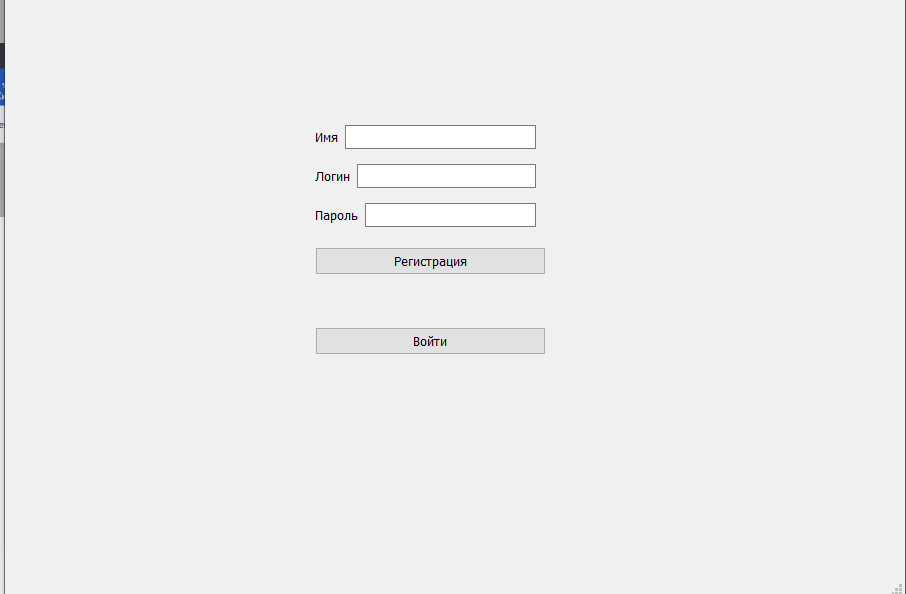 Имя
Логин
Пароль
Регистрация
Войти